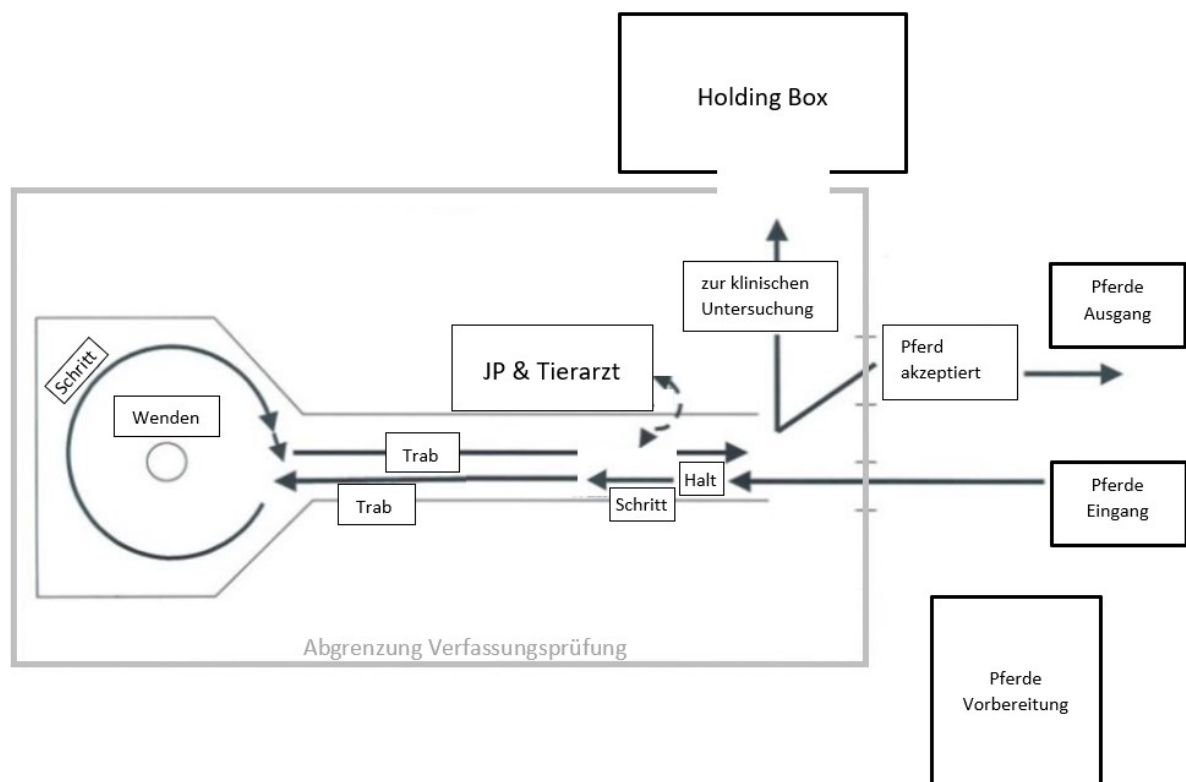 Holding Box
zur klinischen
Untersuchung
Pferde
Ausgang
Pferd
akzeptiert
JP & Tierarzt
Schritt
Wenden
Trab
Trab
Halt
Schritt
Pferde
Eingang
Abgrenzung Verfassungsprüfung
Pferde
Vorbereitung